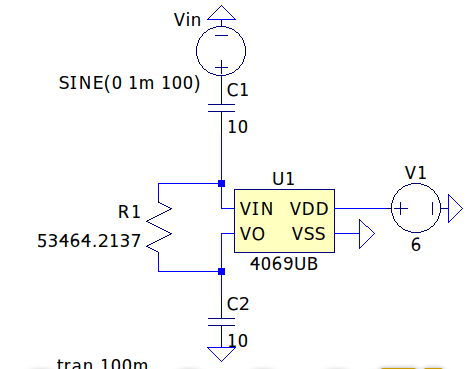 Vin
SINE(0 1m 100)
C1
10
U1
V1
R1
VIN VDD
53464.2137
VO VSS
6
4069UB
C2
10
tran 100m